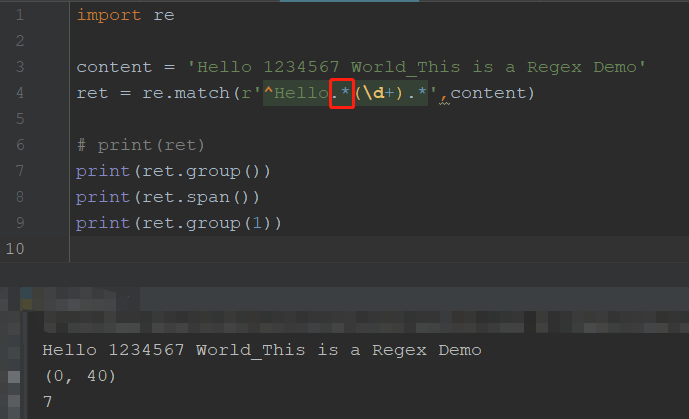 1 import re
2
3 content = 'Hello 1234567 World_This is a Regex Demo'
4 ret = re.match(r'^Hello.*(\d+).*',content)
5
6 # print(ret)
7 print(ret.group())
8 print(ret.span())
9 print(ret.group(1))
10
Hello 1234567 World_This is a Regex Demo
(0, 40)
7